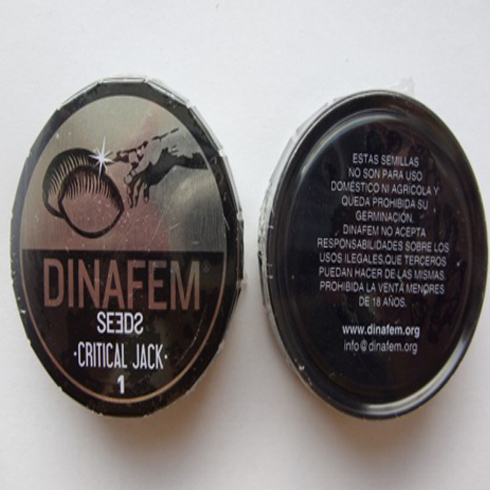 DINAFEM
SEEDS
·CRITICAL JACK·
1
ESTAS SEMILLAS
NO SON PARA USO
DOMÉSTICO NI AGRÍCOLA Y
QUEDA PROHIBIDA SU
GERMINACIÓN.
DINAFEM NO ACEPTA
RESPONSABILIDADES SOBRE LOS
USOS ILEGALES,QUE TERCEROS
PUEDAN HACER DE LAS MISMAS.
PROHIBIDA LA VENTA MENORES
DE 18 AÑOS.
www.dinafem.org
info@dinafem.org